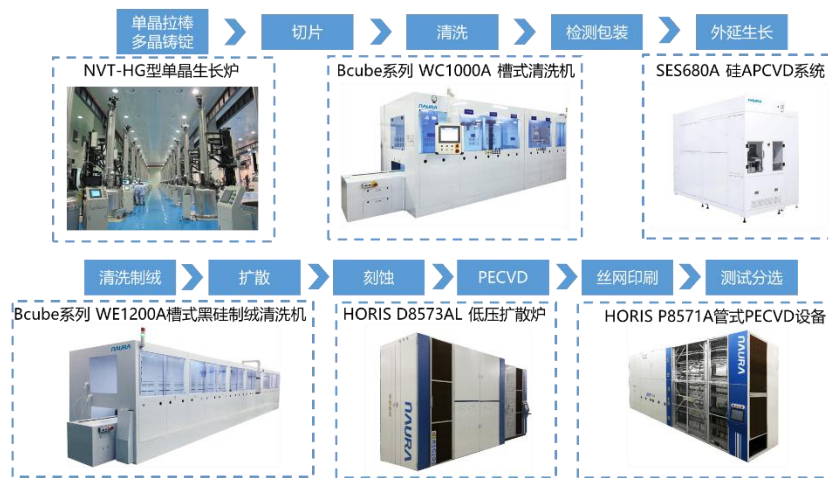 单晶拉棒
多晶铸锭
切片
清洗
检测包装
外延生长
NVT-HG型单晶生长炉
Bcube系列 WC1000A 槽式清洗机
SES680A 硅APCVD系统
NAURA
NAURA
清洗制绒
扩散
刻蚀
PECVD
丝网印刷
测试分选
Bcube系列 WE1200A槽式黑硅制绒清洗机
HORIS D8573AL 低压扩散炉
HORIS P8571A管式PECVD设备
NAURA
NAURA
NAURA